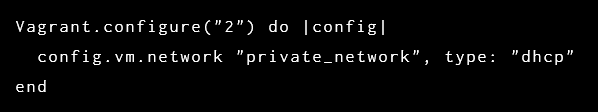 Vagrant.configure("2") do |config|
  config.vm.network "private_network", type: "dhcp"
end